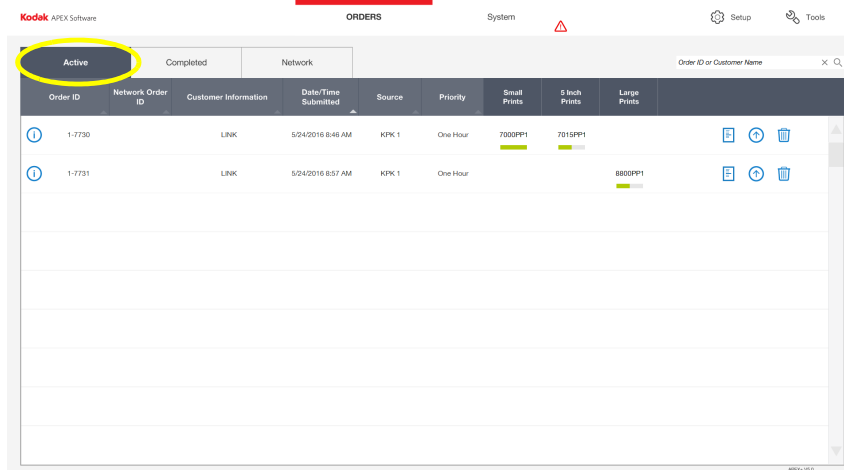 Kodak APEX Software
ORDERS
System
Setup
Tools
Active
Completed
Network
Order ID or Customer Name
Order ID
Network Order
ID
Customer Information
Date/Time
Submitted
Source
Priority
Small
Prints
5 Inch
Prints
Large
Prints
1-7730 LINK 5/24/2016 8:46 AM KPK 1 One Hour 7000PP1 7015PP1
1-7731 LINK 5/24/2016 8:57 AM KPK 1 One Hour 8800PP1